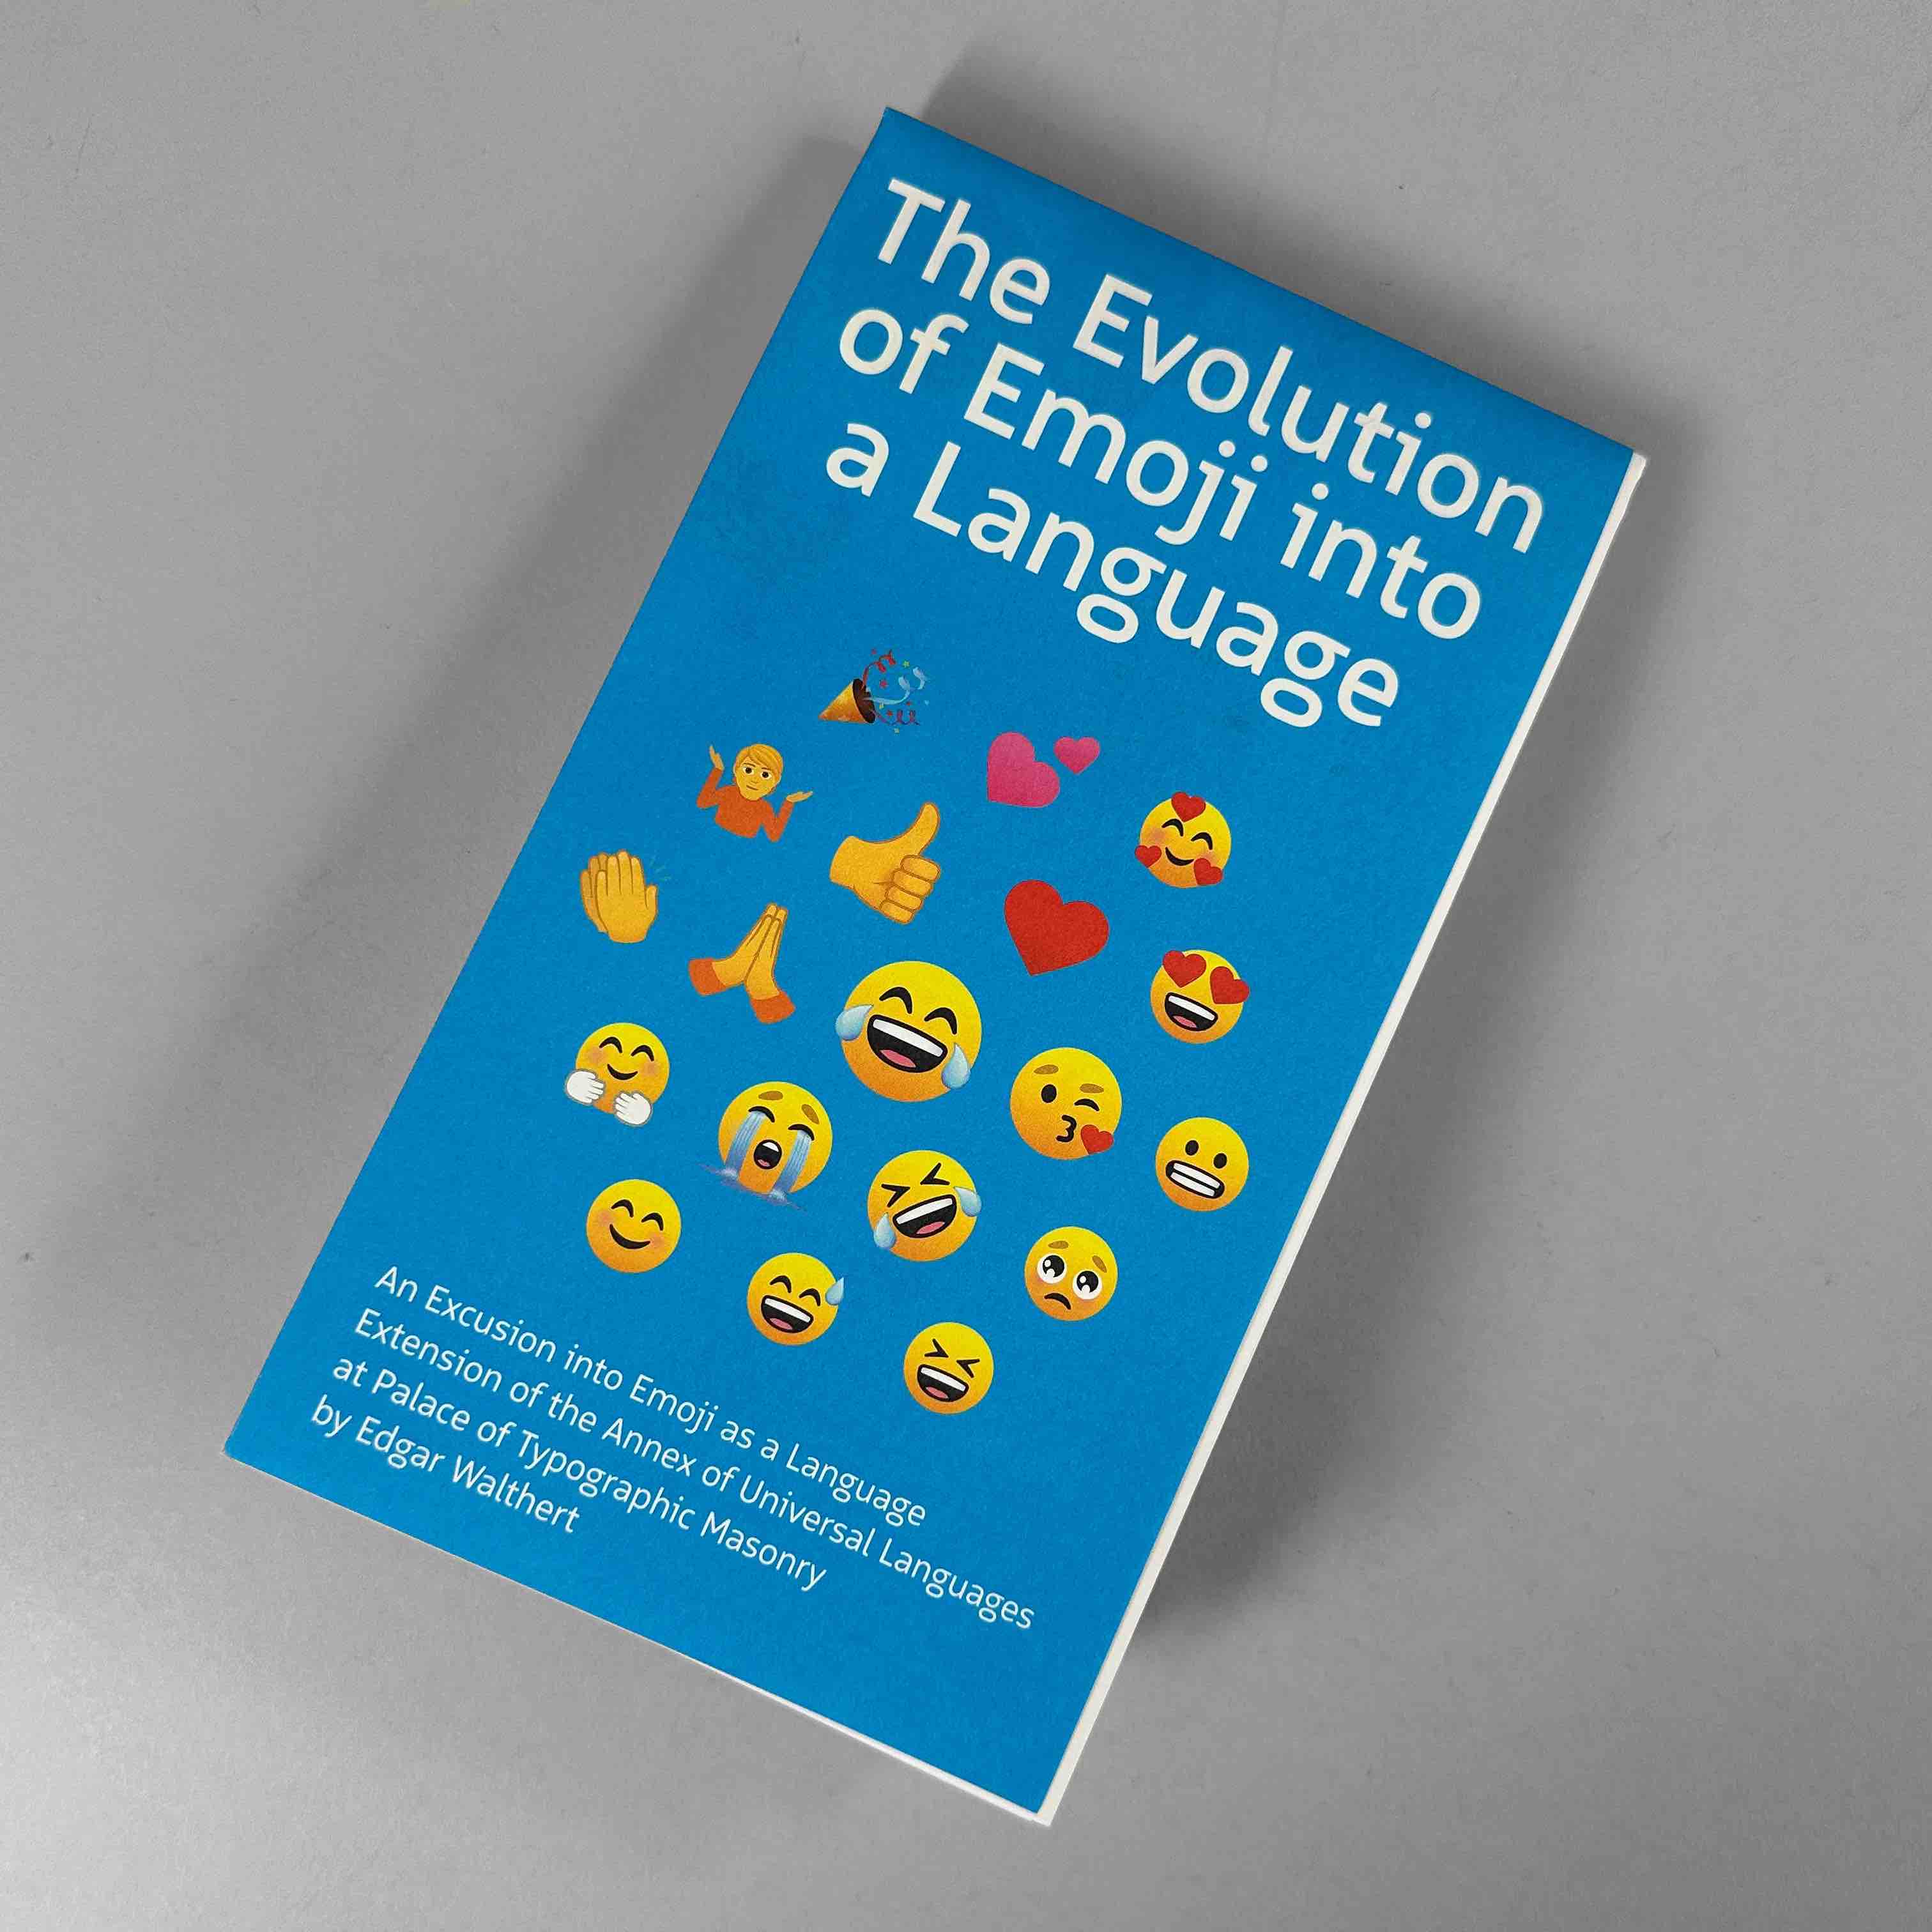 The Evolution
of Emoji into
a Language
An Excusion into Emoji as a Language
Extension of the Annex of Universal Languages
at Palace of Typographic Masonry
by Edgar Walthert